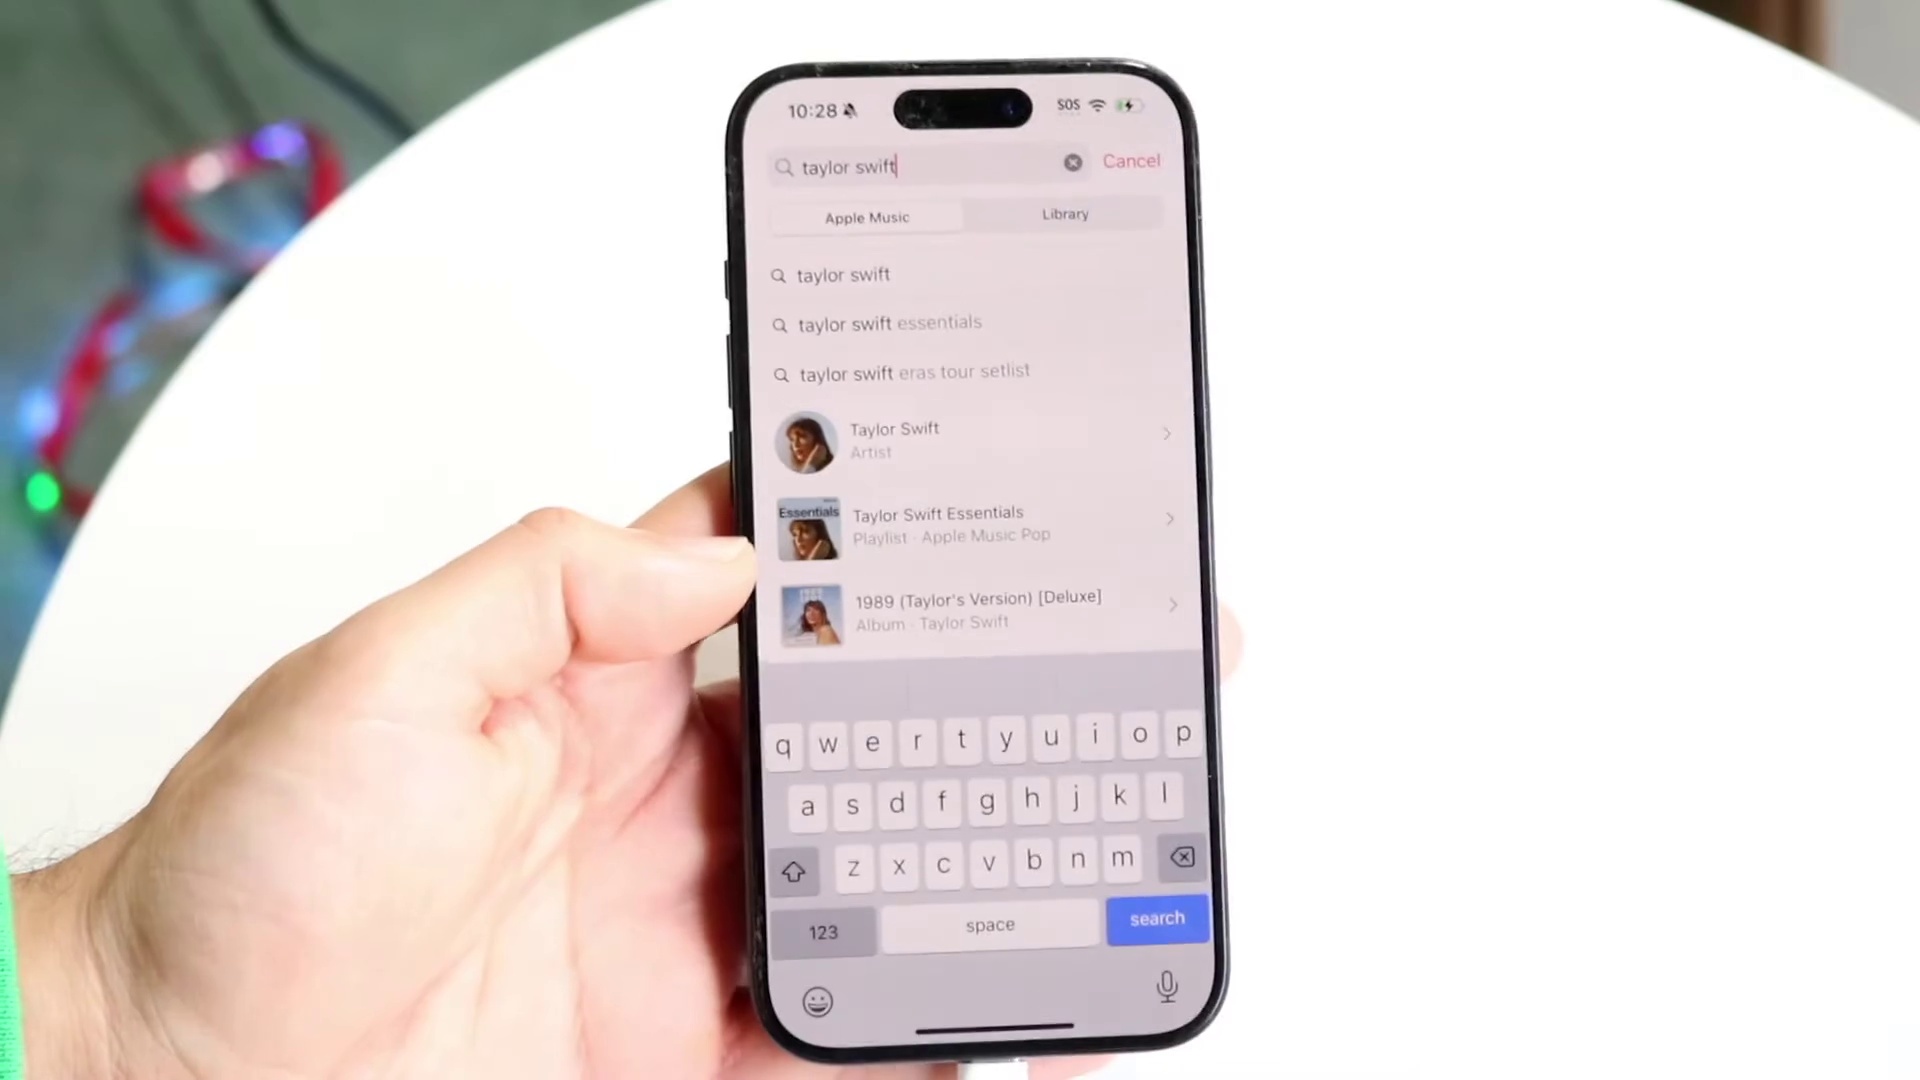 10:28
SOS
taylor swift
Cancel
Apple Music
Library
taylor swift
taylor swift essentials
taylor swift eras tour setlist
Taylor Swift
Artist
Essentials
Taylor Swift Essentials
Playlist · Apple Music Pop
1989 (Taylor's Version) [Deluxe]
Album · Taylor Swift
q w e r t y u i o p
a s d f g h j k l
z x c v b n m
123
space
search